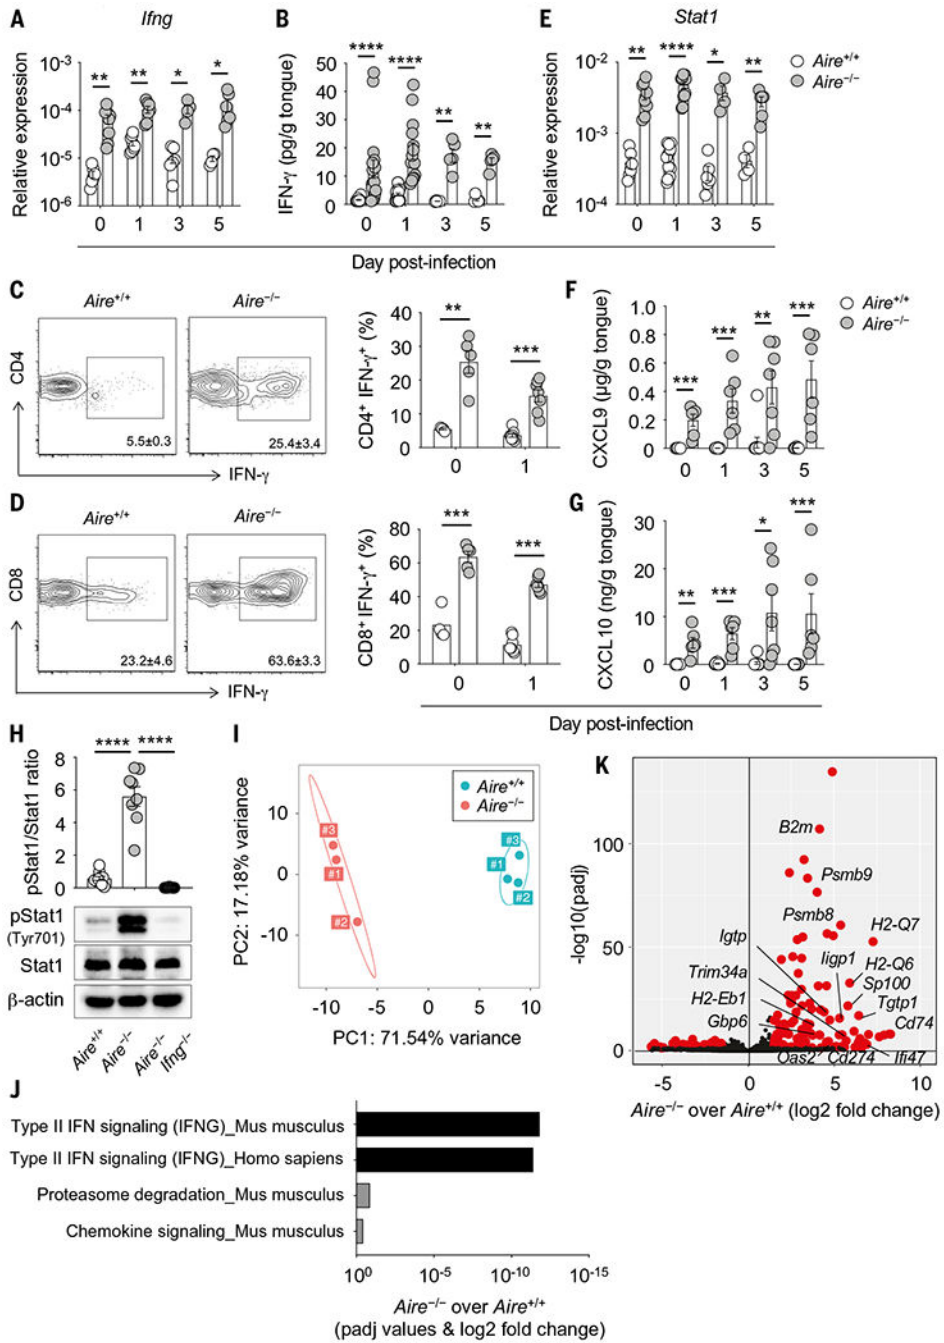 A
Ifng
Relative expression
10-3
10-4
10-5
10-6
** ** * *
0 1 3 5
B
IFN-γ (pg/g tongue)
50
40
30
20
10
0
**** **** ** **
0 1 3 5
E
Stat1
Relative expression
10-2
10-3
10-4
** **** * **
0 1 3 5
Aire+/+
Aire−/−
Day post-infection
C
Aire+/+ Aire−/−
CD4
5.5±0.3 25.4±3.4
IFN-γ
CD4+ IFN-γ+ (%)
40
30
20
10
0
** ***
0 1
F
CXCL9 (µg/g tongue)
1.0
0.8
0.6
0.4
0.2
0
*** *** ** ***
0 1 3 5
Aire+/+
Aire−/−
D
Aire+/+ Aire−/−
CD8
23.2±4.6 63.6±3.3
IFN-γ
CD8+ IFN-γ+ (%)
80
60
40
20
0
*** ***
0 1
G
CXCL10 (ng/g tongue)
30
20
10
0
** *** * ***
0 1 3 5
Day post-infection
H
pStat1/Stat1 ratio
**** ****
8
6
4
2
0
pStat1
(Tyr701)
Stat1
β-actin
Aire+/+
Aire−/−
Aire−/−
Ifng−/−
I
PC2: 17.18% variance
10
0
-10
#3
#1
#2
Aire+/+
Aire−/−
#3
#1
#2
-10 -5 0 5 10
PC1: 71.54% variance
K
-log10(padj)
100
50
0
B2m
Psmb9
Psmb8
H2-Q7
Igtp
Iigp1
H2-Q6
Trim34a
Sp100
H2-Eb1
Tgtp1
Gbp6
Cd74
Oas2 Cd274 Ifi47
-5 0 5 10
Aire−/− over Aire+/+ (log2 fold change)
J
Type II IFN signaling (IFNG)_Mus musculus
Type II IFN signaling (IFNG)_Homo sapiens
Proteasome degradation_Mus musculus
Chemokine signaling_Mus musculus
100 10-5 10-10 10-15
Aire−/− over Aire+/+
(padj values & log2 fold change)